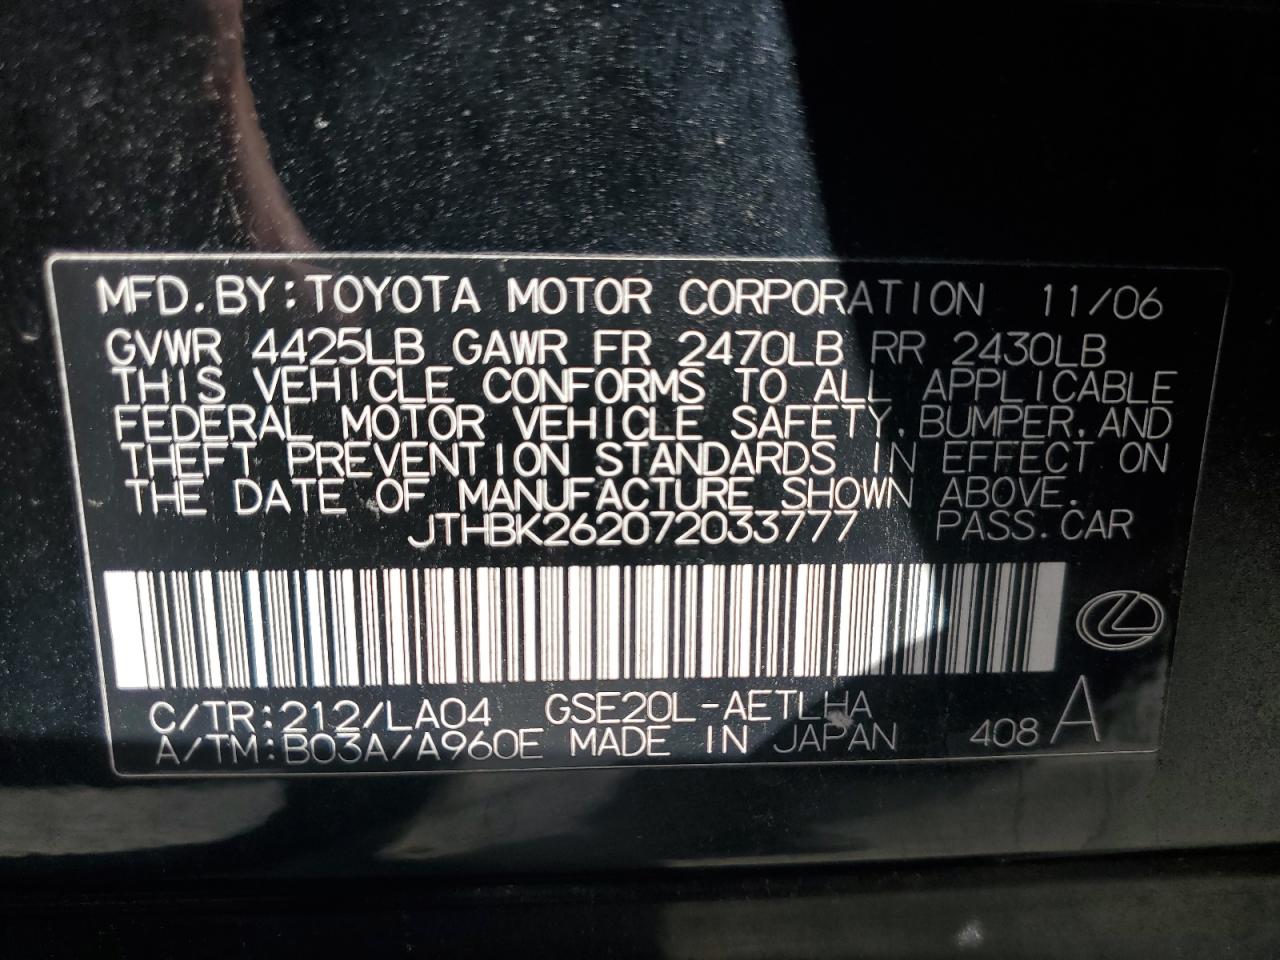 MFD.BY:TOYOTA MOTOR CORPORATION 11/06
GVWR 4425LB GAWR FR 2470LB RR 2430LB
THIS VEHICLE CONFORMS TO ALL APPLICABLE
FEDERAL MOTOR VEHICLE SAFETY,BUMPER,AND
THEFT PREVENTION STANDARDS IN EFFECT ON
THE DATE OF MANUFACTURE SHOWN ABOVE.
JTHBK262072033777 PASS.CAR
C/TR:212/LA04 GSE20L-AETLHA
A/TM:B03A/A960E MADE IN JAPAN 408 A